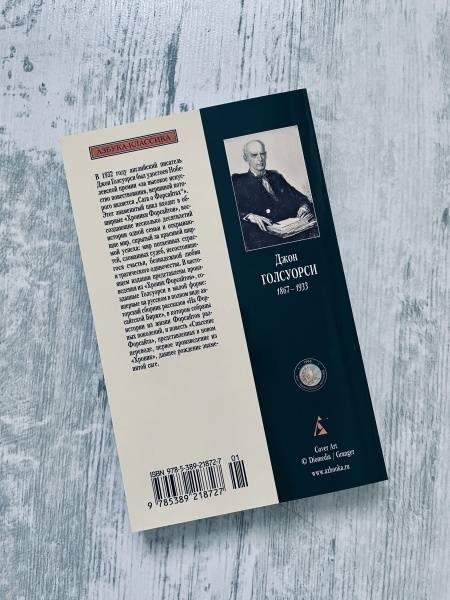 АЗБУКА-КЛАССИКА
В 1932 году английский писатель
Джон Голсуорси был удостоен Нобе-
левской премии «за высокое искус-
ство повествования, вершиной кото-
рого является „Сага о Форсайтах“».
Этот знаменитый цикл входит в об-
ширные «Хроники Форсайтов», вос-
создающие несколько десятилетий
истории одной семьи и открываю-
щие мир, скрытый за красивой шир-
мой успеха: мир потаенных страс-
тей, сломанных судеб, несостоявше-
гося счастья, безнадежной любви
и трагического одиночества. В насто-
ящем издании представлены произ-
ведения из «Хроник Форсайтов», со-
зданные Голсуорси в малой форме:
впервые на русском в полном виде ав-
торский сборник рассказов «На Фор-
сайтской Бирже», в котором собраны
истории из жизни Форсайтов раз-
ных поколений, и повесть «Спасение
Форсайта», представленная в новом
переводе, первое произведение из
«Хроник», давшее рождение знаме-
нитой саге.
ISBN 978-5-389-21872-7
01
9 785389 218727
Джон
ГОЛСУОРСИ
1867–1933
Cover Art
© Diomedia / Granger
www.azbooka.ru